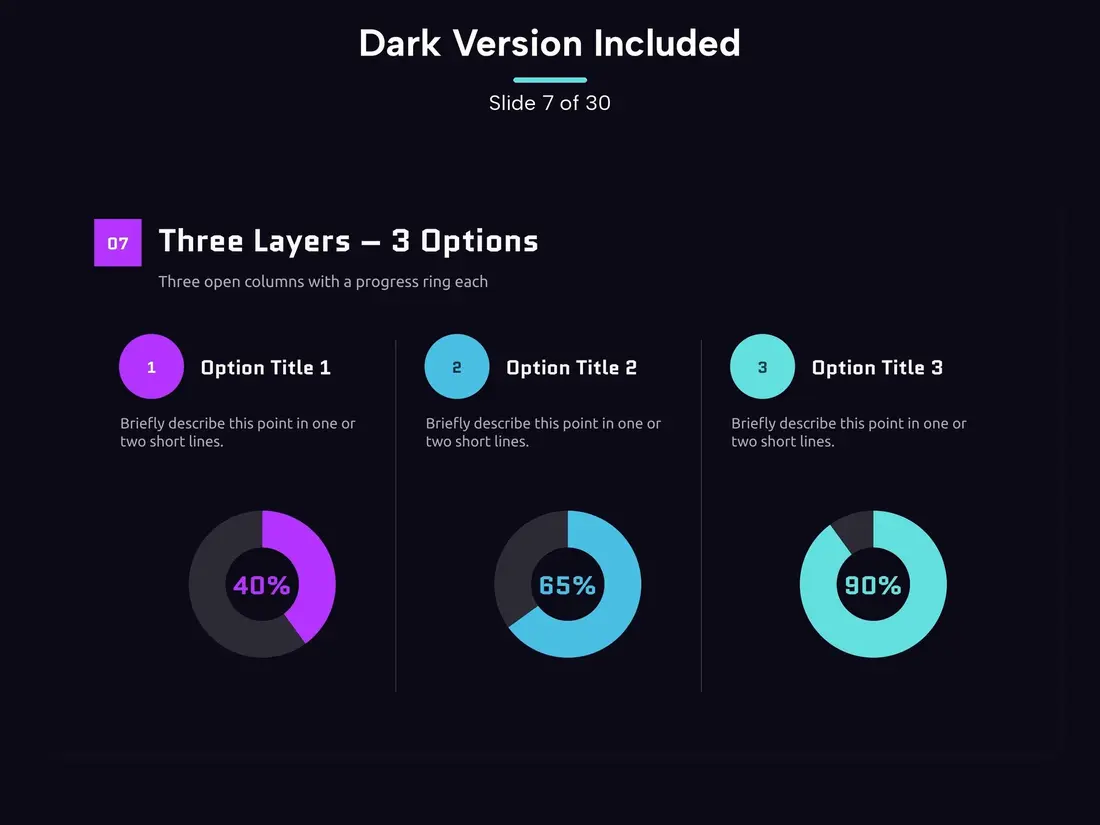 Dark Version Included
Slide 7 of 30
07
Three Layers – 3 Options
Three open columns with a progress ring each
1
Option Title 1
Briefly describe this point in one or
two short lines.
40%
2
Option Title 2
Briefly describe this point in one or
two short lines.
65%
3
Option Title 3
Briefly describe this point in one or
two short lines.
90%